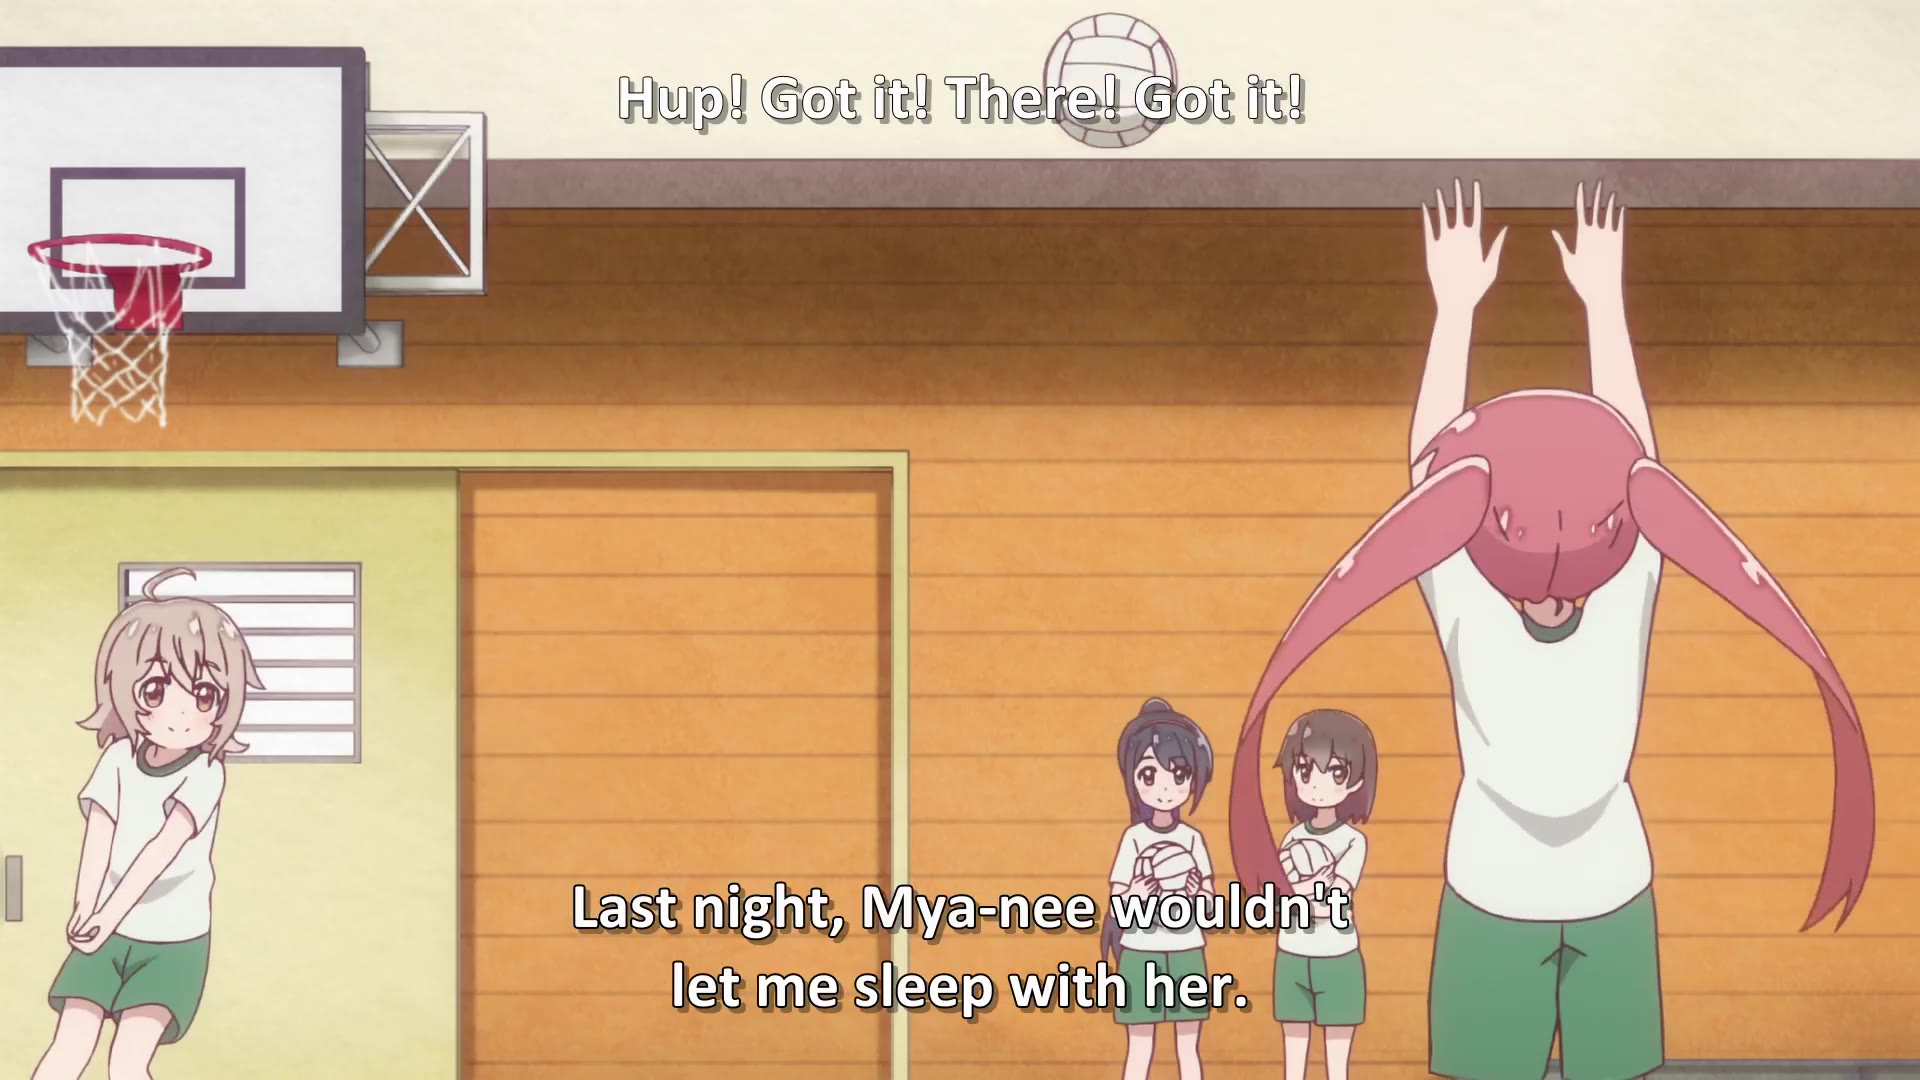 Hup! Got it! There! Got it!
Last night, Mya-nee wouldn't
let me sleep with her.